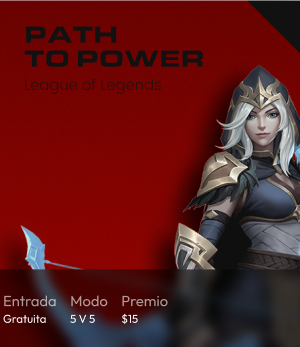 PATH
TO POWER
League of Legends
Entrada Modo Premio
Gratuita 5 V 5 $15